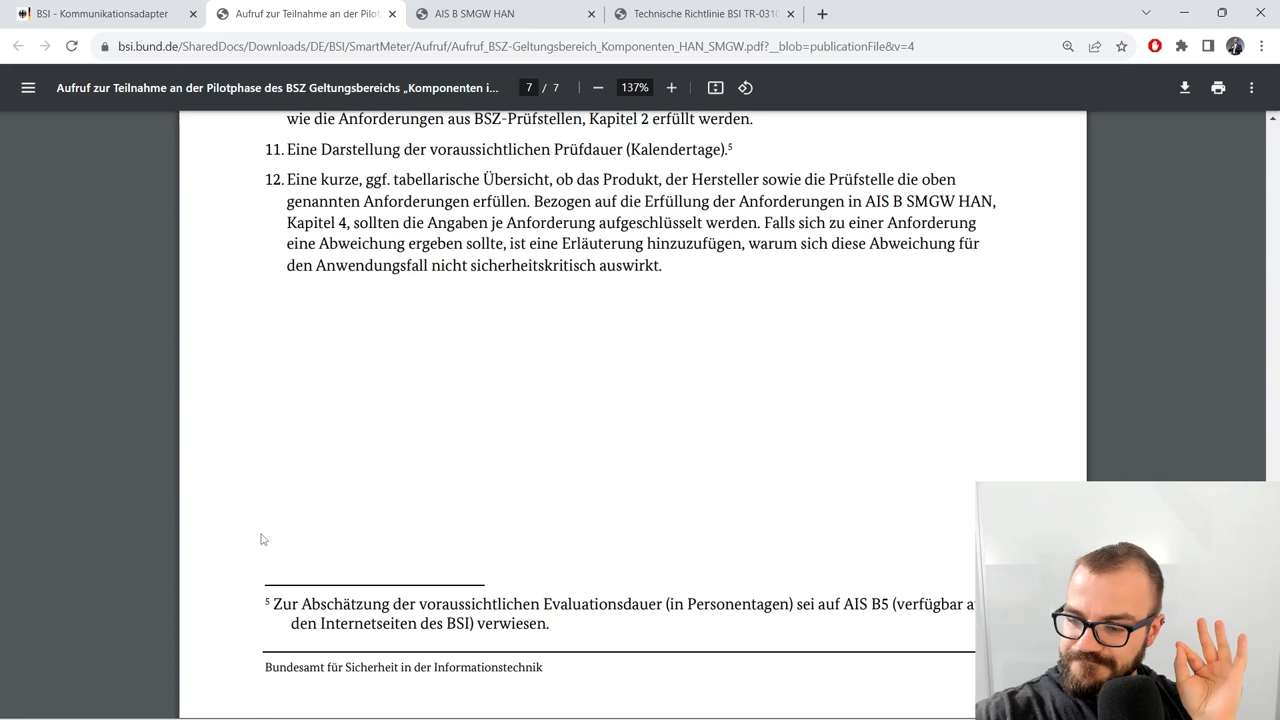 BSI - Kommunikationsadapter
Aufruf zur Teilnahme an der Pilot
AIS B SMGW HAN
Technische Richtlinie BSI TR-0310
bsi.bund.de/SharedDocs/Downloads/DE/BSI/SmartMeter/Aufruf/Aufruf_BSZ-Geltungsbereich_Komponenten_HAN_SMGW.pdf?__blob=publicationFile&v=4
Aufruf zur Teilnahme an der Pilotphase des BSZ Geltungsbereichs „Komponenten i...
7 / 7
137%
wie die Anforderungen aus BSZ-Prüfstellen, Kapitel 2 erfüllt werden.
11. Eine Darstellung der voraussichtlichen Prüfdauer (Kalendertage).⁵
12. Eine kurze, ggf. tabellarische Übersicht, ob das Produkt, der Hersteller sowie die Prüfstelle die oben
genannten Anforderungen erfüllen. Bezogen auf die Erfüllung der Anforderungen in AIS B SMGW HAN,
Kapitel 4, sollten die Angaben je Anforderung aufgeschlüsselt werden. Falls sich zu einer Anforderung
eine Abweichung ergeben sollte, ist eine Erläuterung hinzuzufügen, warum sich diese Abweichung für
den Anwendungsfall nicht sicherheitskritisch auswirkt.
⁵ Zur Abschätzung der voraussichtlichen Evaluationsdauer (in Personentagen) sei auf AIS B5 (verfügbar a
den Internetseiten des BSI) verwiesen.
Bundesamt für Sicherheit in der Informationstechnik